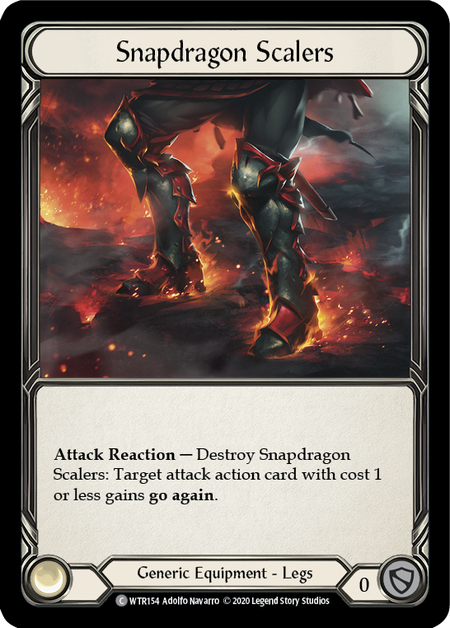 Snapdragon Scalers
Attack Reaction — Destroy Snapdragon
Scalers: Target attack action card with cost 1
or less gains go again.
Generic Equipment - Legs
0
C WTR154 Adolfo Navarro © 2020 Legend Story Studios